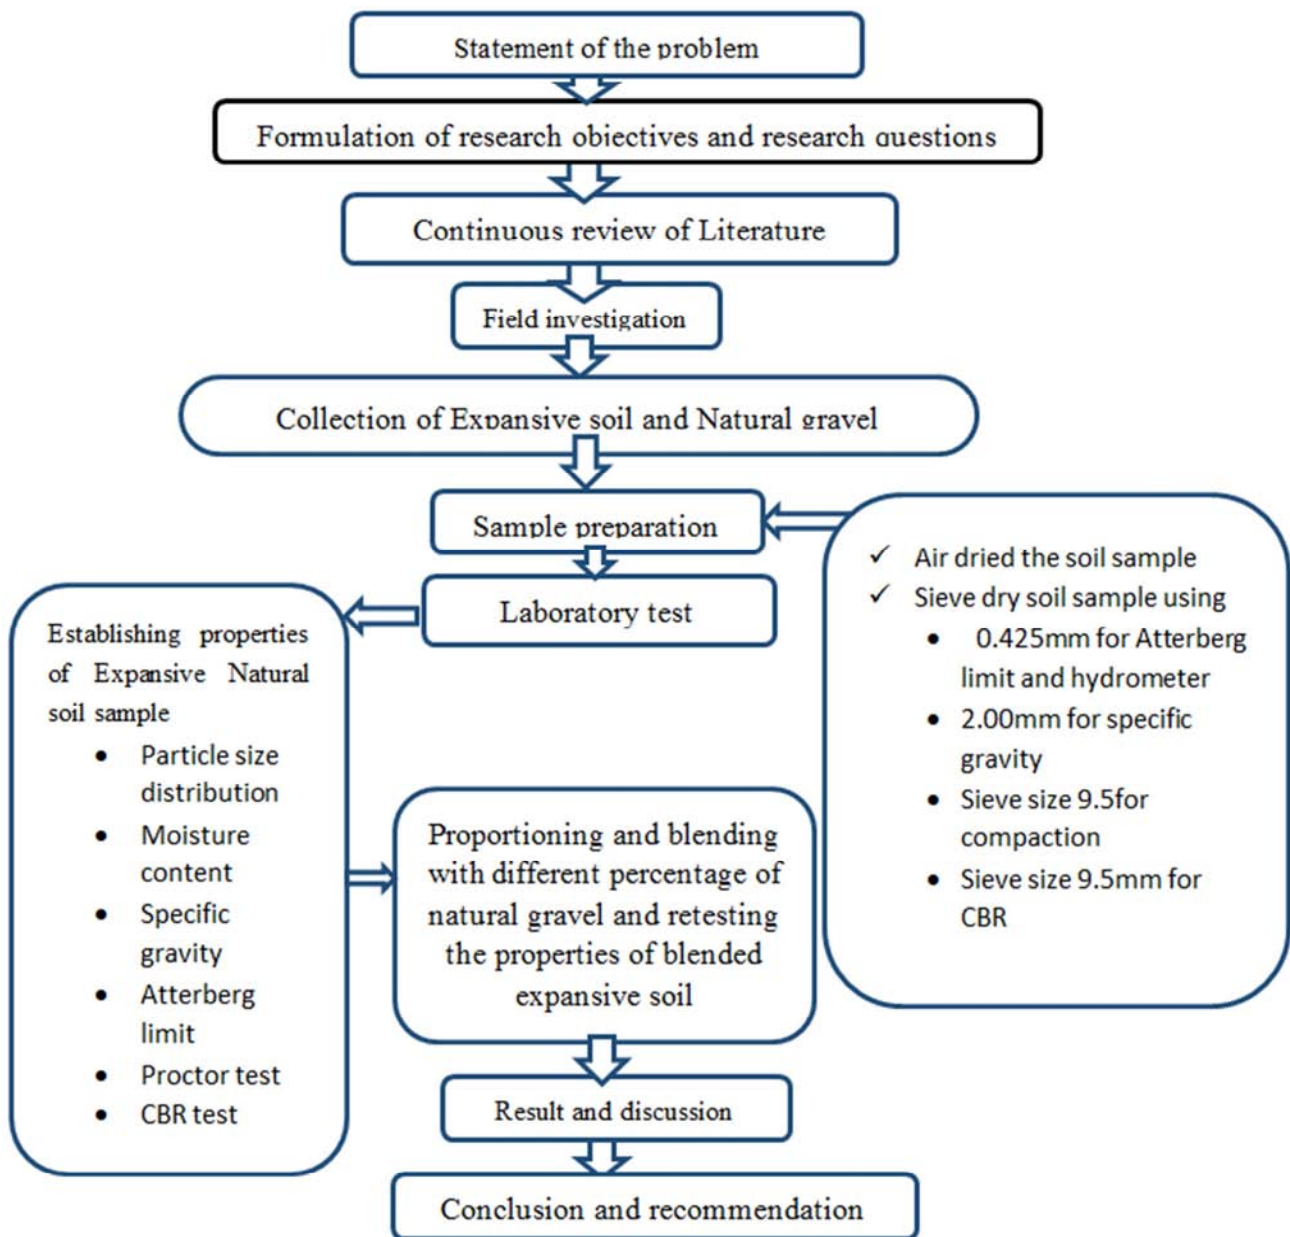 Statement of the problem
Formulation of research objectives and research questions
Continuous review of Literature
Field investigation
Collection of Expansive soil and Natural gravel
Sample preparation
✓ Air dried the soil sample
✓ Sieve dry soil sample using
• 0.425mm for Atterberg
limit and hydrometer
• 2.00mm for specific
gravity
• Sieve size 9.5for
compaction
• Sieve size 9.5mm for
CBR
Laboratory test
Establishing properties
of Expansive Natural
soil sample
• Particle size
distribution
• Moisture
content
• Specific
gravity
• Atterberg
limit
• Proctor test
• CBR test
Proportioning and blending
with different percentage of
natural gravel and retesting
the properties of blended
expansive soil
Result and discussion
Conclusion and recommendation